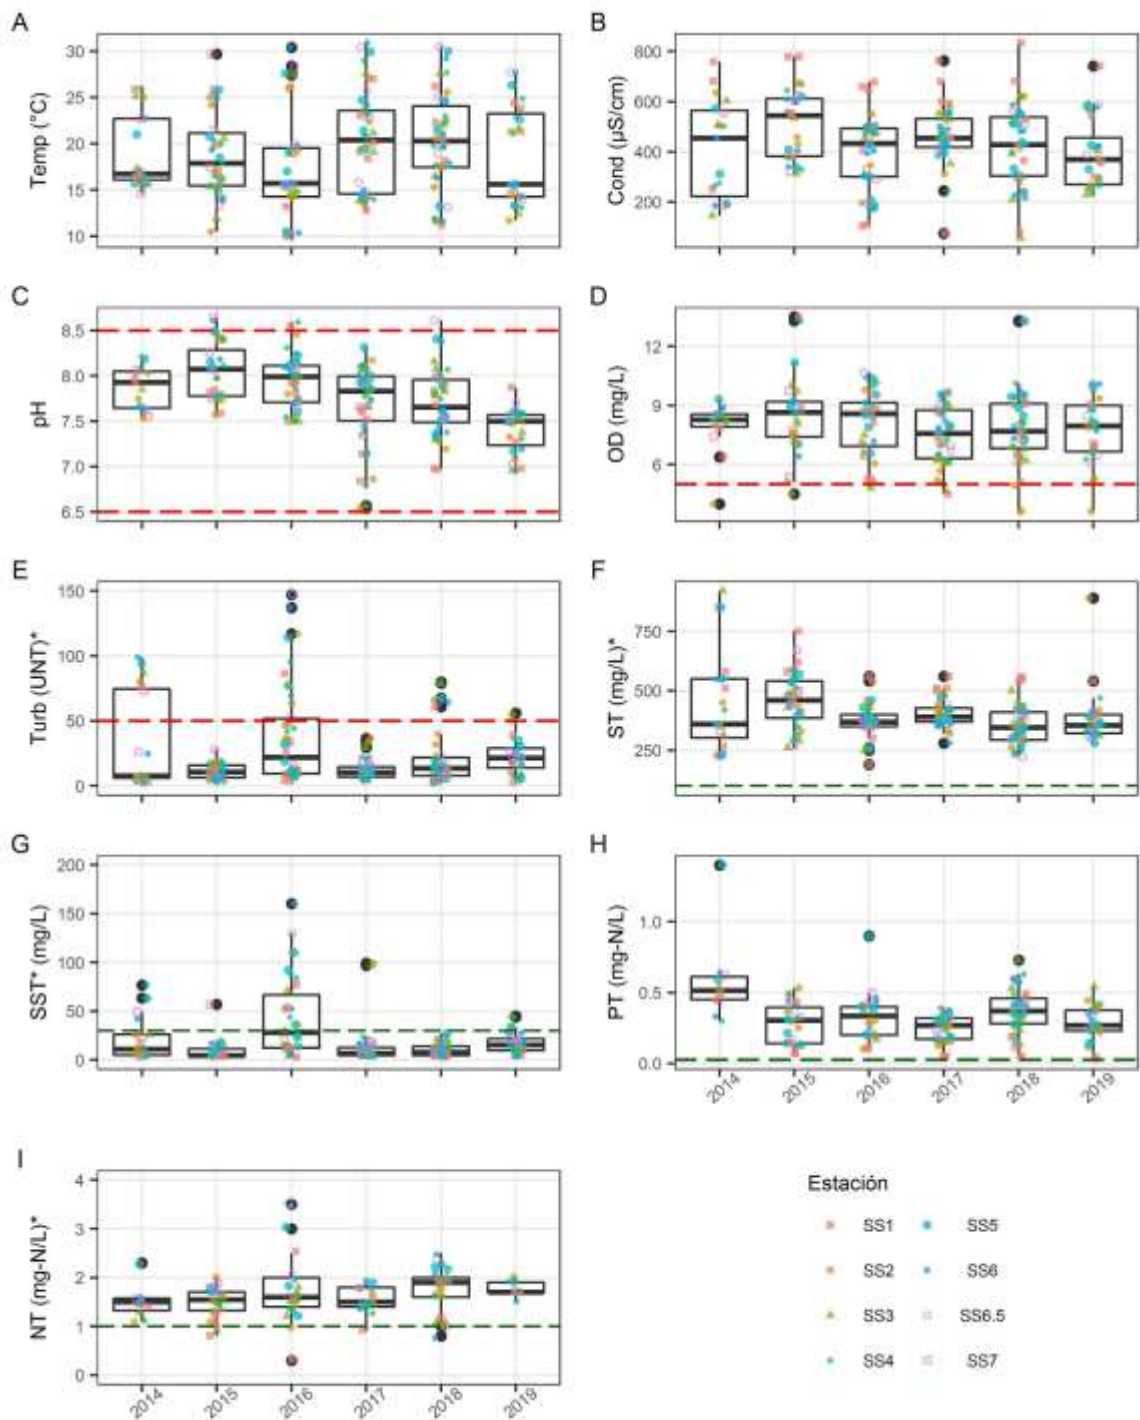 A
Temp (°C)
30
25
20
15
10
B
Cond (µS/cm)
800
600
400
200
C
pH
8.5
8.0
7.5
7.0
6.5
D
OD (mg/L)
12
9
6
E
Turb (UNT)*
150
100
50
0
F
ST (mg/L)*
750
500
250
G
SST* (mg/L)
200
150
100
50
0
H
PT (mg-N/L)
1.0
0.5
0.0
2014 2015 2016 2017 2018 2019
I
NT (mg-N/L)*
4
3
2
1
0
2014 2015 2016 2017 2018 2019
Estación
SS1 SS5
SS2 SS6
SS3 SS6.5
SS4 SS7